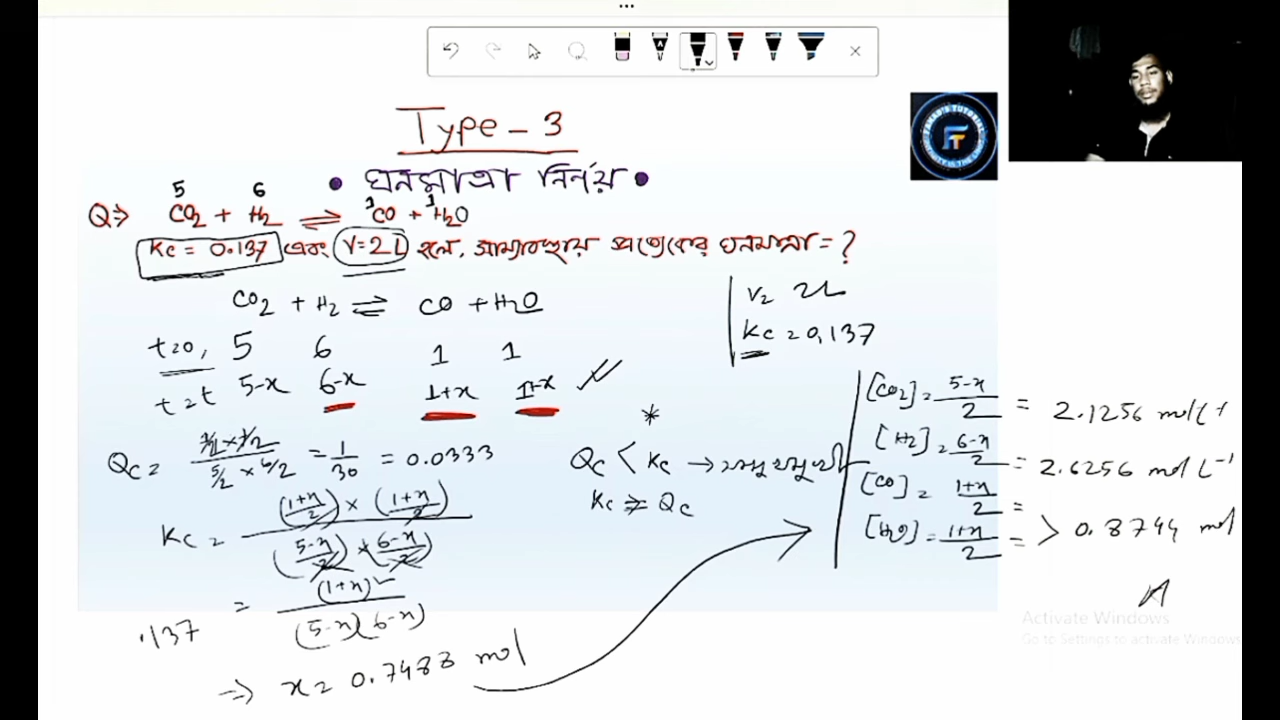 Type - 3
• ঘনমাত্রা নির্নয় •
5 6 1 1
Q⇒ CO₂ + H₂ ⇌ CO + H₂O
Kc = 0.137 এবং V=2L হলে, সাম্যাবস্থায় প্রত্যেকের ঘনমাত্রা = ?
CO₂ + H₂ ⇌ CO + H₂O
t=0, 5 6 1 1
t=t 5-x 6-x 1+x 1+x
V= 2L
Kc = 0.137
Qc = (1/2 × 1/2)/(5/2 × 6/2) = 1/30 = 0.0333
*
Qc < Kc →
Kc ≥ Qc
Kc = ((1+x)/2) × ((1+x)/2) / ((5-x)/2) × ((6-x)/2)
.137 = (1+x)² / (5-x)(6-x)
⇒ x = 0.7488 mol
[CO₂] = (5-x)/2 = 2.1256 mol L⁻¹
[H₂] = (6-x)/2 = 2.6256 mol L⁻¹
[CO] = (1+x)/2 =
[H₂O] = (1+x)/2 = > 0.8744 mol
Activate Windows
Go to Settings to activate Windows